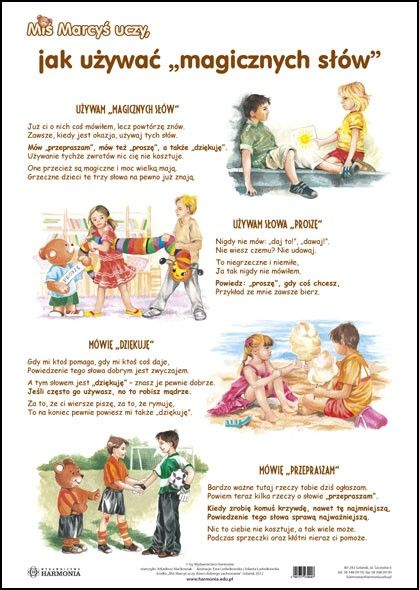 Miś Marcyś uczy,
jak używać „magicznych słów”
UŻYWAM „MAGICZNYCH SŁÓW”
Już ci o nich coś mówiłem, lecz powtórzę znów.
Zawsze, kiedy jest okazja, używaj tych słów.
Mów „przepraszam”, mów też „proszę”, a także „dziękuję”.
Używanie tychże zwrotów nic cię nie kosztuje.
One przecież są magiczne i moc wielką mają,
Grzeczne dzieci te trzy słowa na pewno już znają.
UŻYWAM SŁOWA „PROSZĘ”
Nigdy nie mów: „daj to!”, „dawaj!”.
Nie wiesz czemu? Nie udawaj.
To niegrzeczne i niemiłe,
Ja tak nigdy nie mówiłem.
Powiedz: „proszę”, gdy coś chcesz,
Przykład ze mnie zawsze bierz.
PROSZĘ
MÓWIĘ „DZIĘKUJĘ”
Gdy mi ktoś pomaga, gdy mi ktoś coś daje,
Powiedzenie tego słowa dobrym jest zwyczajem.
A tym słowem jest „dziękuję” – znasz je pewnie dobrze.
Jeśli często go używasz, no to robisz mądrze.
Za to, że ci wiersze piszę, za to, że rymuję,
To na koniec pewnie powiesz mi także „dziękuję”.
MÓWIĘ „PRZEPRASZAM”
Bardzo ważne tutaj rzeczy tobie dziś ogłaszam.
Powiem teraz kilka rzeczy o słowie „przepraszam”.
Kiedy zrobię komuś krzywdę, nawet tę najmniejszą,
Powiedzenie tego słowa sprawą najważniejszą.
Nic to ciebie nie kosztuje, a tak wiele może.
Podczas sprzeczki oraz kłótni nieraz ci pomoże.
WYDAWNICTWO
HARMONIA
© by Wydawnictwo Harmonia
www.harmonia.edu.pl